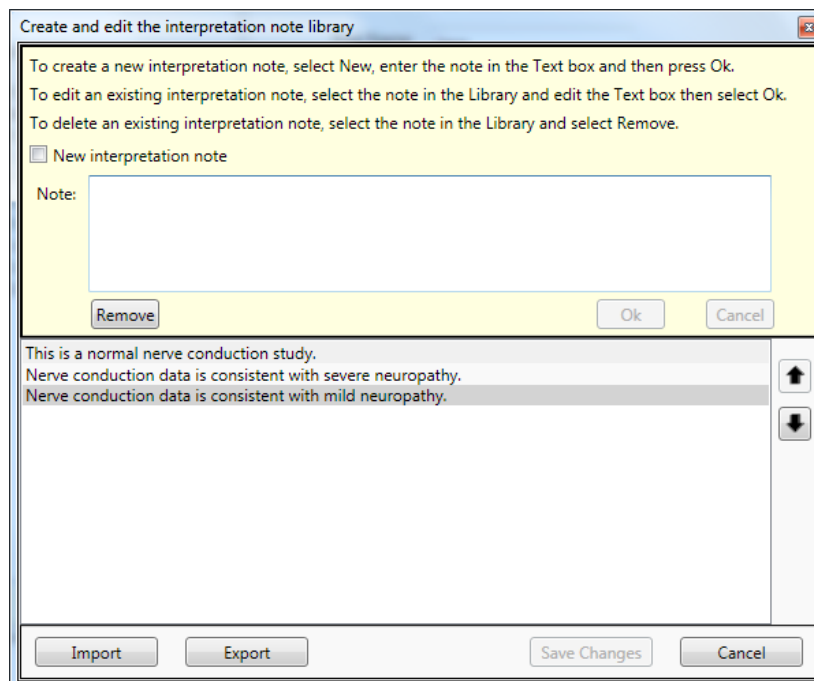 Create and edit the interpretation note library
To create a new interpretation note, select New, enter the note in the Text box and then press Ok.
To edit an existing interpretation note, select the note in the Library and edit the Text box then select Ok.
To delete an existing interpretation note, select the note in the Library and select Remove.
New interpretation note
Note:
Remove Ok Cancel
This is a normal nerve conduction study.
Nerve conduction data is consistent with severe neuropathy.
Nerve conduction data is consistent with mild neuropathy.
Import Export Save Changes Cancel